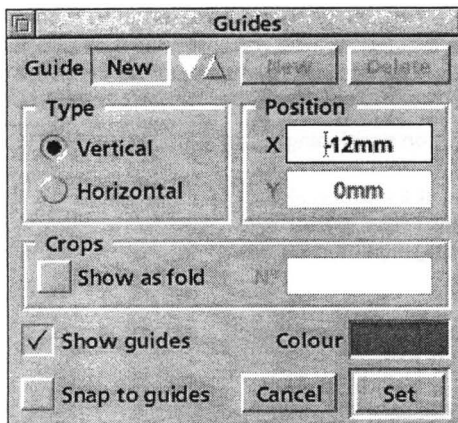 Guides
Guide New New Delete
Type Position
Vertical X -12mm
Horizontal Y 0mm
Crops
Show as fold Nº
Show guides Colour
Snap to guides Cancel Set